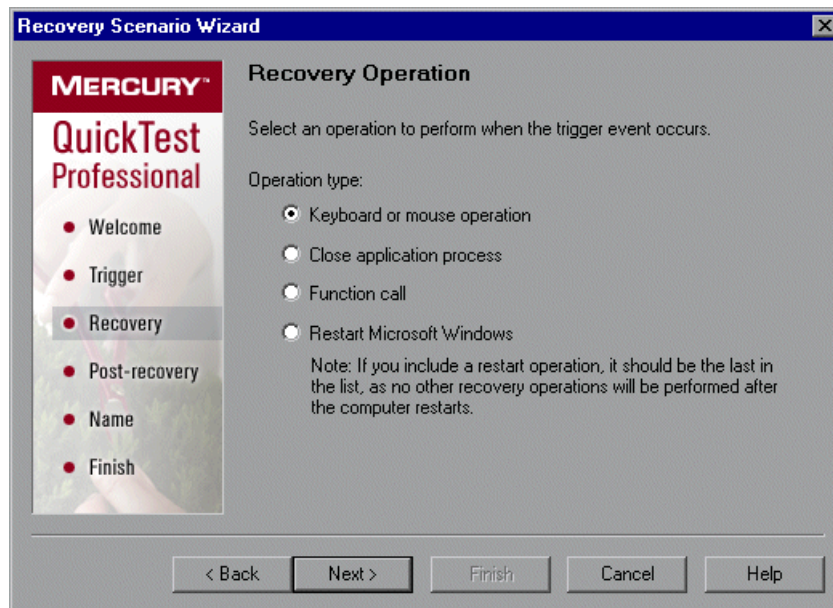 Recovery Scenario Wizard
MERCURY™
QuickTest
Professional
Welcome
Trigger
Recovery
Post-recovery
Name
Finish
Recovery Operation
Select an operation to perform when the trigger event occurs.
Operation type:
Keyboard or mouse operation
Close application process
Function call
Restart Microsoft Windows
Note: If you include a restart operation, it should be the last in
the list, as no other recovery operations will be performed after
the computer restarts.
< Back
Next >
Finish
Cancel
Help